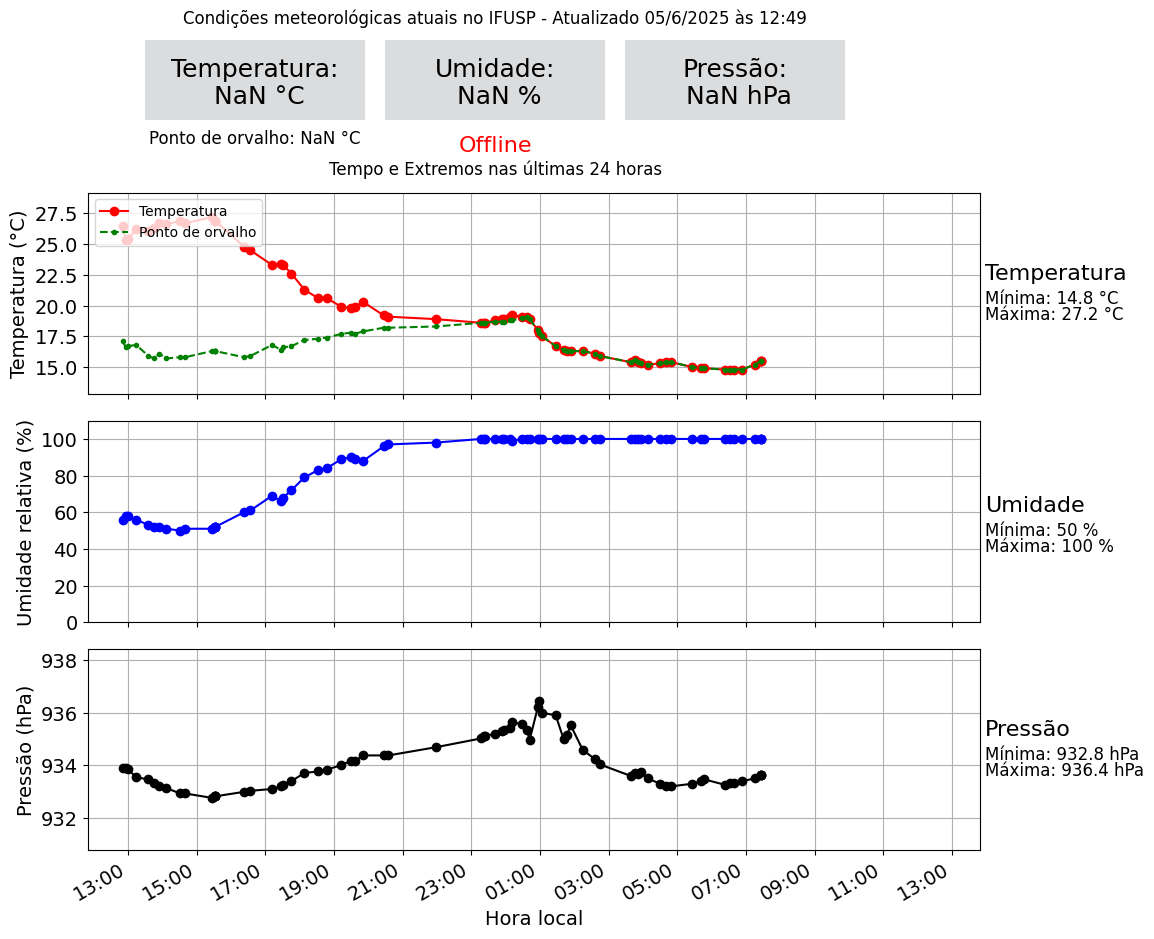 Condições meteorológicas atuais no IFUSP - Atualizado 05/6/2025 às 12:49
Temperatura:
NaN °C
Umidade:
NaN %
Pressão:
NaN hPa
Ponto de orvalho: NaN °C
Offline
Tempo e Extremos nas últimas 24 horas
Temperatura (°C)
27.5
25.0
22.5
20.0
17.5
15.0
Temperatura
Ponto de orvalho
Temperatura
Mínima: 14.8 °C
Máxima: 27.2 °C
Umidade relativa (%)
100
80
60
40
20
0
Umidade
Mínima: 50 %
Máxima: 100 %
Pressão (hPa)
938
936
934
932
Pressão
Mínima: 932.8 hPa
Máxima: 936.4 hPa
13:00 15:00 17:00 19:00 21:00 23:00 01:00 03:00 05:00 07:00 09:00 11:00 13:00
Hora local